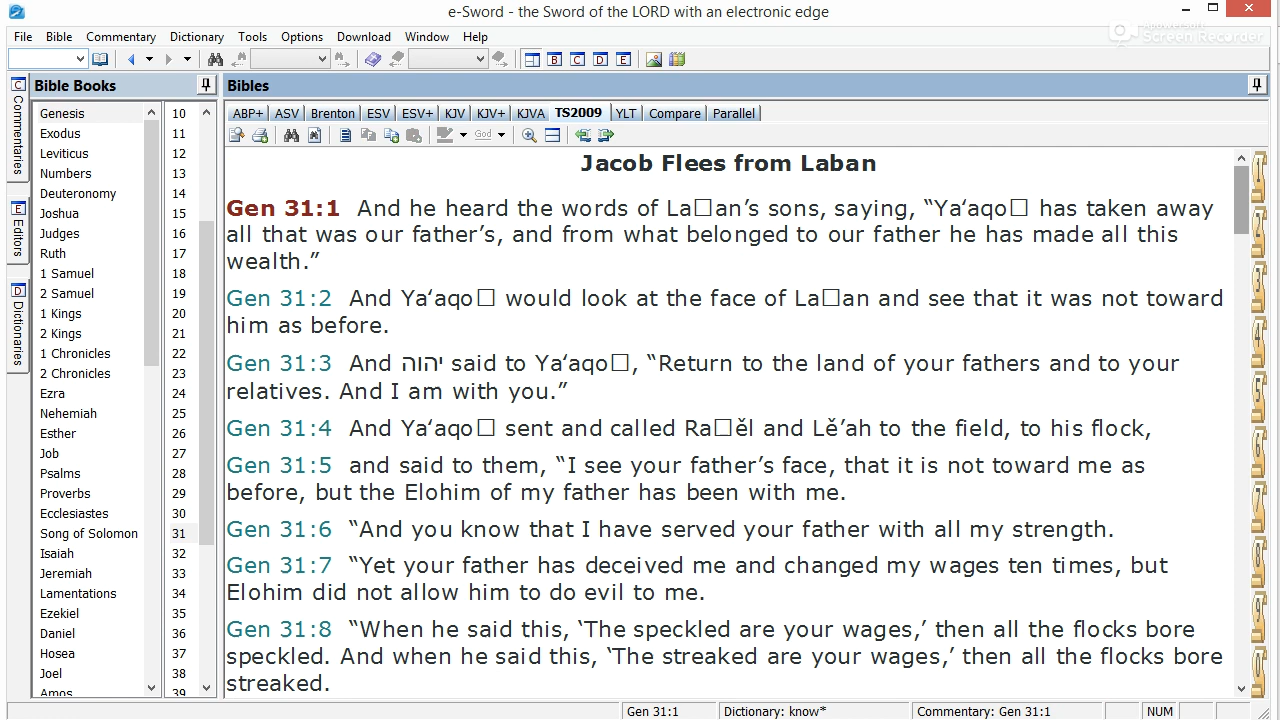 e-Sword - the Sword of the LORD with an electronic edge
File Bible Commentary Dictionary Tools Options Download Window Help
Screen Recorder
B C D E
Bible Books
Bibles
C Commentaries
E Editors
D Dictionaries
ABP+ ASV Brenton ESV ESV+ KJV KJV+ KJVA TS2009 YLT Compare Parallel
God
Genesis
Exodus
Leviticus
Numbers
Deuteronomy
Joshua
Judges
Ruth
1 Samuel
2 Samuel
1 Kings
2 Kings
1 Chronicles
2 Chronicles
Ezra
Nehemiah
Esther
Job
Psalms
Proverbs
Ecclesiastes
Song of Solomon
Isaiah
Jeremiah
Lamentations
Ezekiel
Daniel
Hosea
Joel
Amos
10
11
12
13
14
15
16
17
18
19
20
21
22
23
24
25
26
27
28
29
30
31
32
33
34
35
36
37
38
39
Jacob Flees from Laban
Gen 31:1 And he heard the words of La□an’s sons, saying, “Ya‘aqo□ has taken away
all that was our father’s, and from what belonged to our father he has made all this
wealth.”
Gen 31:2 And Ya‘aqo□ would look at the face of La□an and see that it was not toward
him as before.
Gen 31:3 And יהוה said to Ya‘aqo□, “Return to the land of your fathers and to your
relatives. And I am with you.”
Gen 31:4 And Ya‘aqo□ sent and called Ra□ĕl and Lĕ’ah to the field, to his flock,
Gen 31:5 and said to them, “I see your father’s face, that it is not toward me as
before, but the Elohim of my father has been with me.
Gen 31:6 “And you know that I have served your father with all my strength.
Gen 31:7 “Yet your father has deceived me and changed my wages ten times, but
Elohim did not allow him to do evil to me.
Gen 31:8 “When he said this, ‘The speckled are your wages,’ then all the flocks bore
speckled. And when he said this, ‘The streaked are your wages,’ then all the flocks bore
streaked.
1
2
3
4
5
6
7
8
9
0
Gen 31:1 Dictionary: know* Commentary: Gen 31:1 NUM